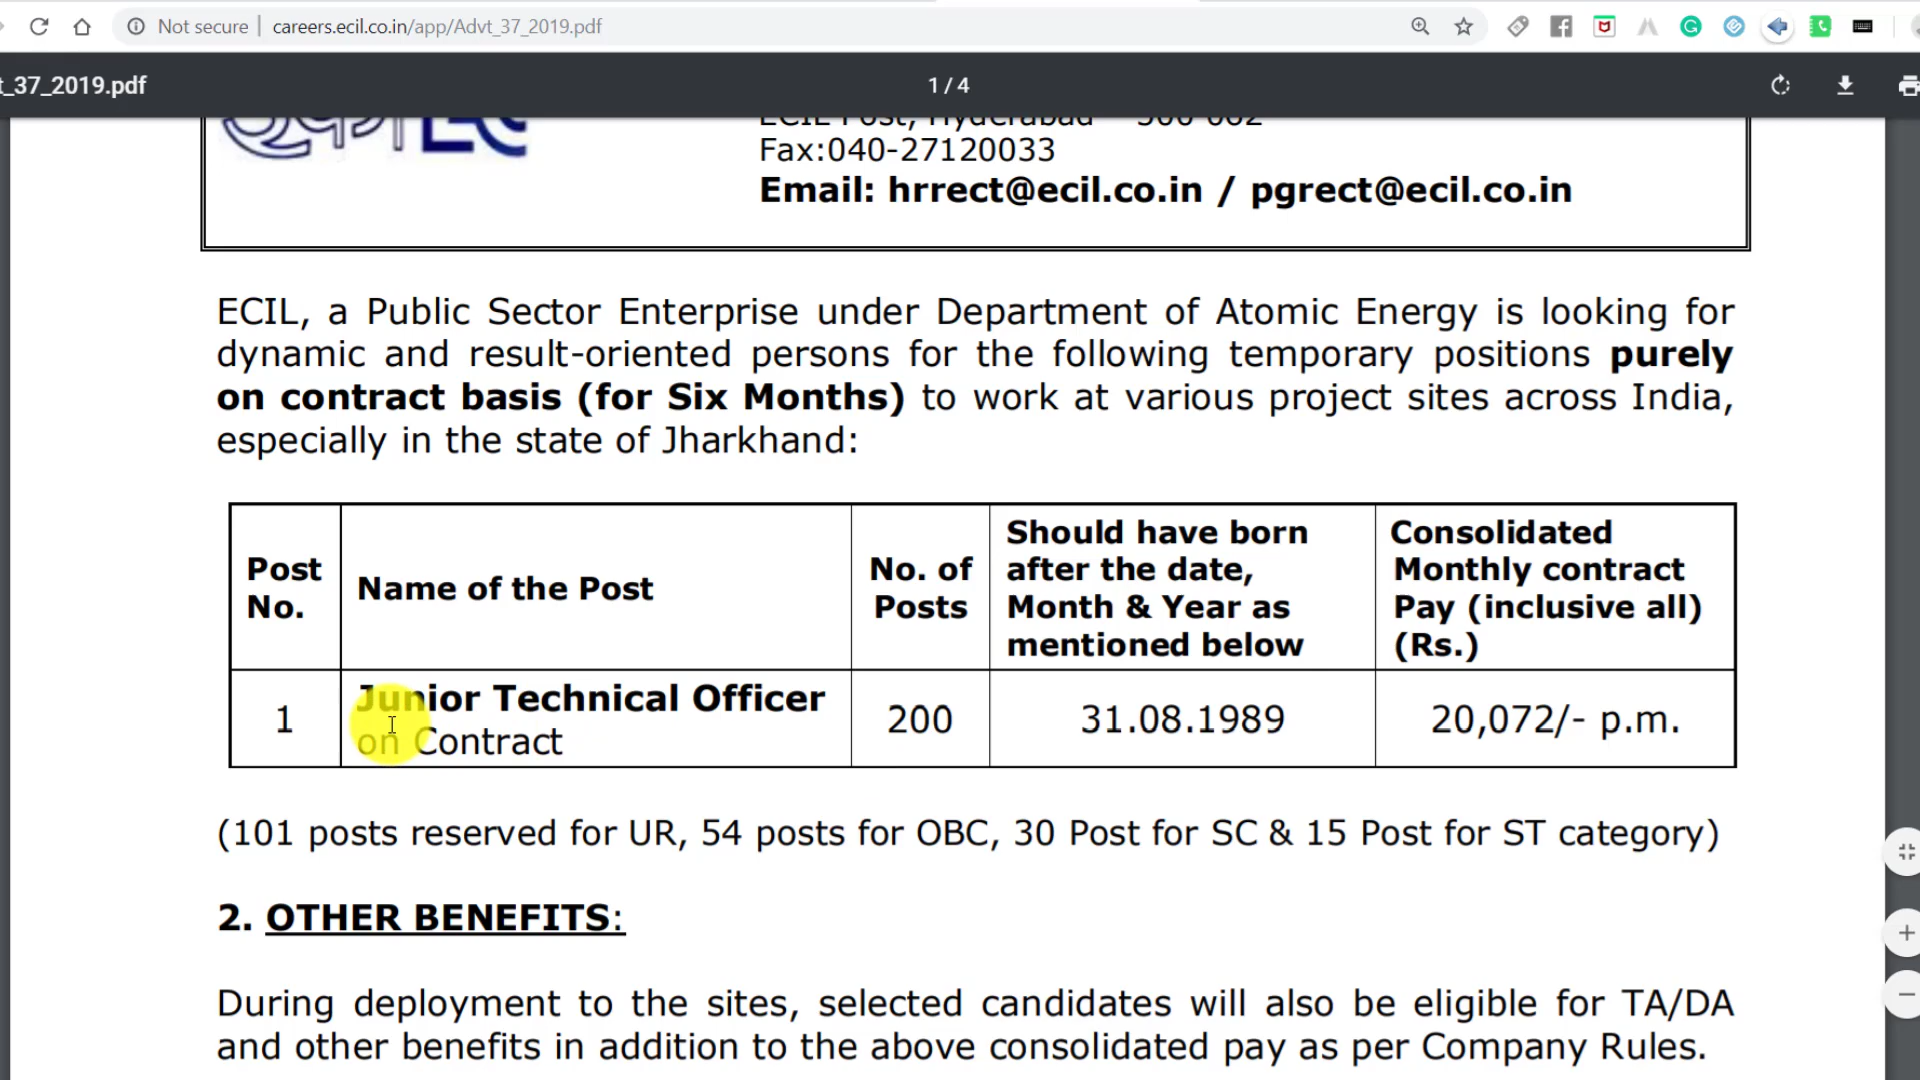 Not secure | careers.ecil.co.in/app/Advt_37_2019.pdf
t_37_2019.pdf
1 / 4
ECIL Post, Hyderabad – 500 062
Fax:040-27120033
Email: hrrect@ecil.co.in / pgrect@ecil.co.in
ECIL, a Public Sector Enterprise under Department of Atomic Energy is looking for
dynamic and result-oriented persons for the following temporary positions purely
on contract basis (for Six Months) to work at various project sites across India,
especially in the state of Jharkhand:
Post
No.
Name of the Post
No. of
Posts
Should have born
after the date,
Month & Year as
mentioned below
Consolidated
Monthly contract
Pay (inclusive all)
(Rs.)
1
Junior Technical Officer
on Contract
200
31.08.1989
20,072/- p.m.
(101 posts reserved for UR, 54 posts for OBC, 30 Post for SC & 15 Post for ST category)
2. OTHER BENEFITS:
During deployment to the sites, selected candidates will also be eligible for TA/DA
and other benefits in addition to the above consolidated pay as per Company Rules.